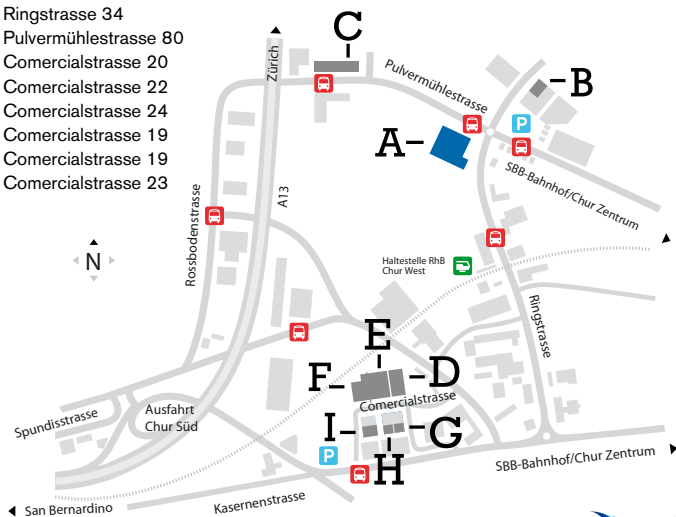 Ringstrasse 34
Pulvermühlestrasse 80
Comercialstrasse 20
Comercialstrasse 22
Comercialstrasse 24
Comercialstrasse 19
Comercialstrasse 19
Comercialstrasse 23
C
Zürich
Pulvermühlestrasse
B
P
A
SBB-Bahnhof/Chur Zentrum
A13
Rossbodenstrasse
N
Haltestelle RhB
Chur West
Ringstrasse
E
F
D
Comercialstrasse
Ausfahrt
Chur Süd
Spundisstrasse
I
G
P
H
SBB-Bahnhof/Chur Zentrum
Kasernenstrasse
San Bernardino